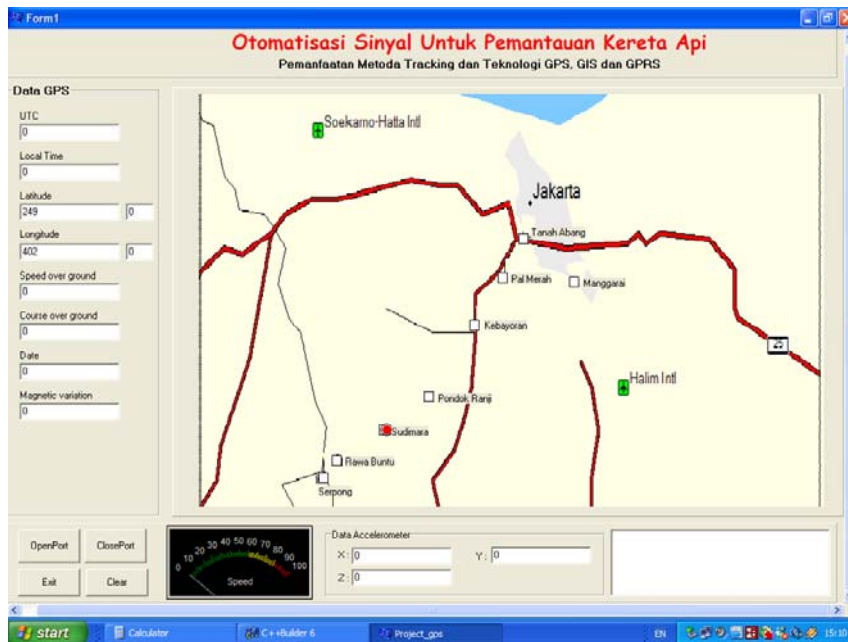 Form1
Otomatisasi Sinyal Untuk Pemantauan Kereta Api
Pemanfaatan Metoda Tracking dan Teknologi GPS, GIS dan GPRS
Data GPS
UTC
0
Local Time
0
Latitude
249 0
Longitude
402 0
Speed over ground
0
Course over ground
0
Date
0
Magnetic variation
0
Soekarno-Hatta Intl
Jakarta
Tanah Abang
Pal Merah
Manggarai
Kebayoran
Halim Intl
Pondok Ranji
Sudimara
Rawa Buntu
Serpong
OpenPort ClosePort
Exit Clear
0 10 20 30 40 50 60 70 80 90 100
Speed
Data Accelerometer
X: 0 Y: 0
Z: 0
start Calculator C++Builder 6 Project_gps EN 15:10